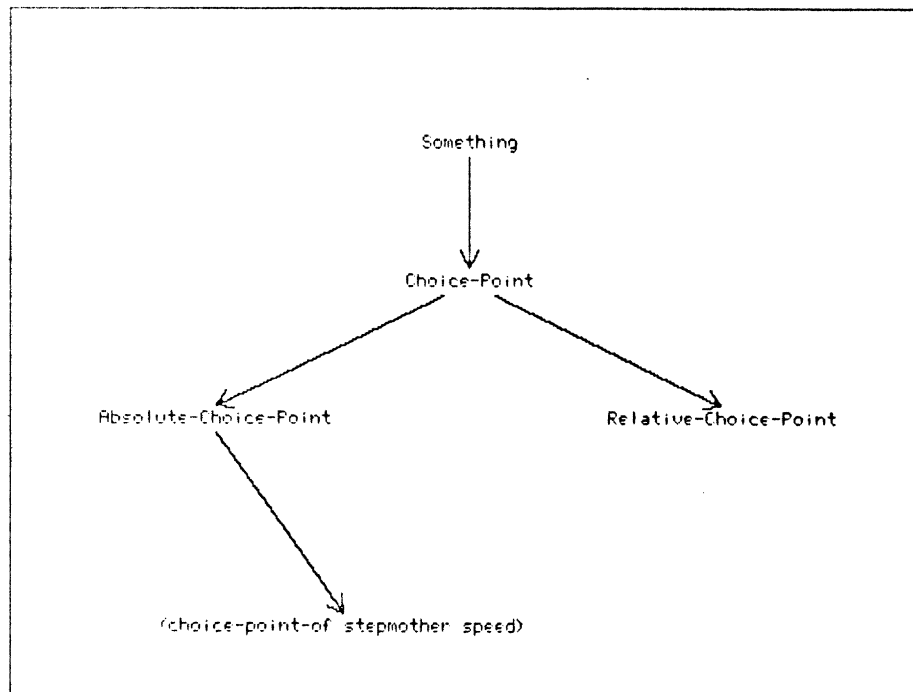 Something
Choice-Point
Absolute-Choice-Point
Relative-Choice-Point
(choice-point-of stepmother speed)